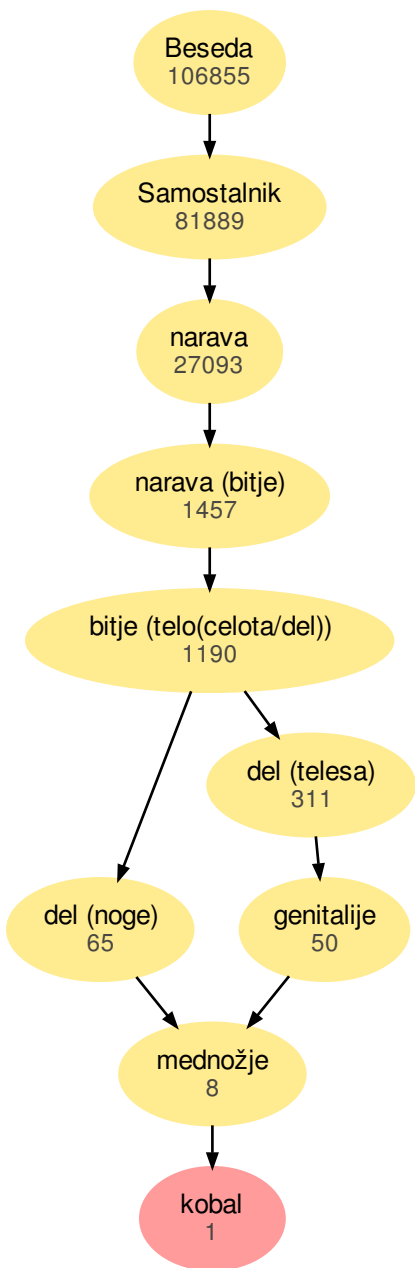 Beseda
106855
Samostalnik
81889
narava
27093
narava (bitje)
1457
bitje (telo(celota/del))
1190
del (telesa)
311
del (noge)
65
genitalije
50
mednožje
8
kobal
1